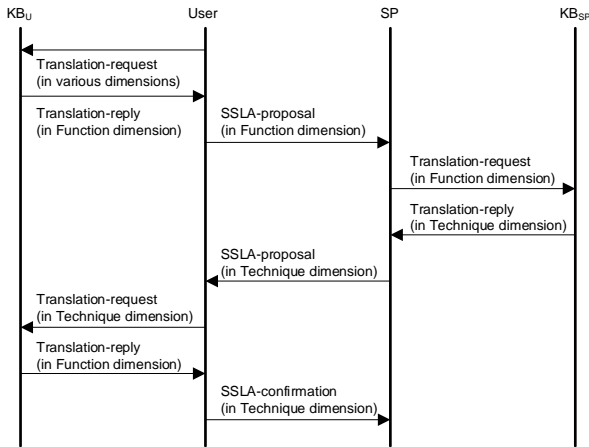 KBU User SP KBSP
Translation-request
(in various dimensions)
Translation-reply
(in Function dimension)
SSLA-proposal
(in Function dimension)
Translation-request
(in Function dimension)
Translation-reply
(in Technique dimension)
SSLA-proposal
(in Technique dimension)
Translation-request
(in Technique dimension)
Translation-reply
(in Function dimension)
SSLA-confirmation
(in Technique dimension)